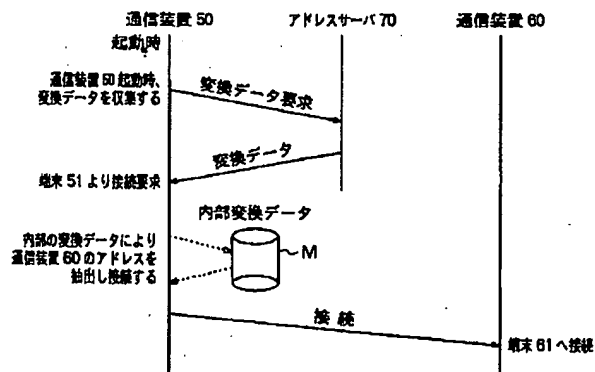 通信装置 50
アドレスサーバ 70
通信装置 60
起動時
通信装置 50 起動時、
変換データを収集する
変換データ要求
変換データ
端末 51 より接続要求
内部変換データ
内部の変換データにより
通信装置 60 のアドレスを
抽出し接続する
M
接 続
端末 61 へ接続